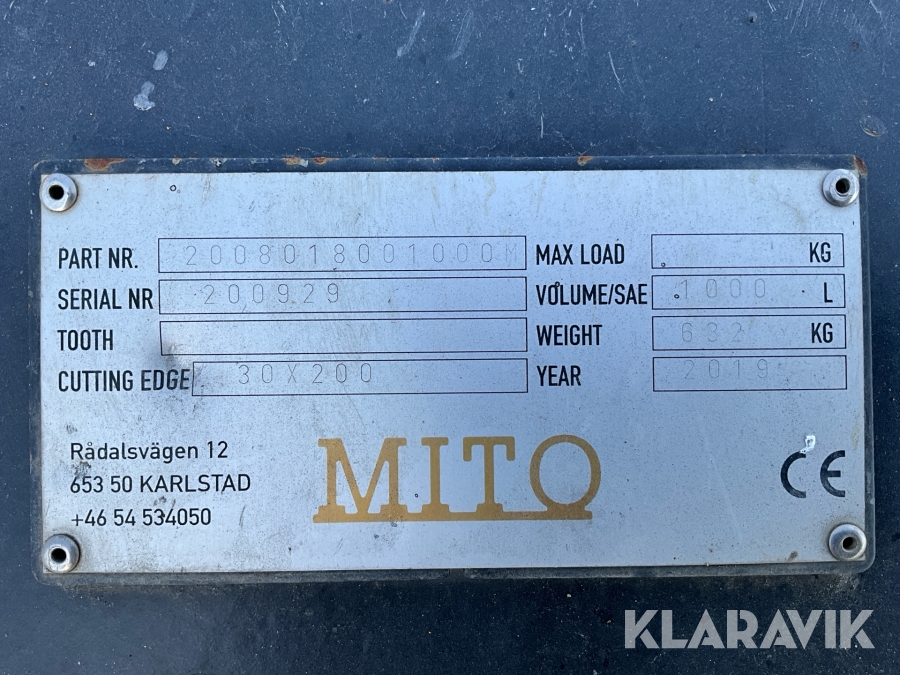 PART NR. 2008018001000M MAX LOAD KG
SERIAL NR 200929 VOLUME/SAE 1000 L
TOOTH WEIGHT 632 KG
CUTTING EDGE 30X200 YEAR 2019
Rådalsvägen 12
653 50 KARLSTAD
+46 54 534050
MITO
CE
KLARAVIK